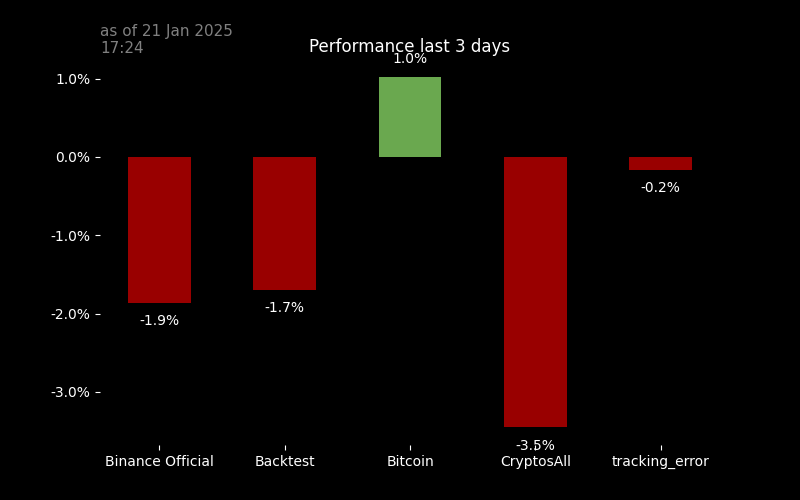 as of 21 Jan 2025
17:24
Performance last 3 days
1.0%
1.0%
0.0%
-0.2%
-1.0%
-1.9%
-1.7%
-2.0%
-3.0%
-3.5%
Binance Official
Backtest
Bitcoin
CryptosAll
tracking_error